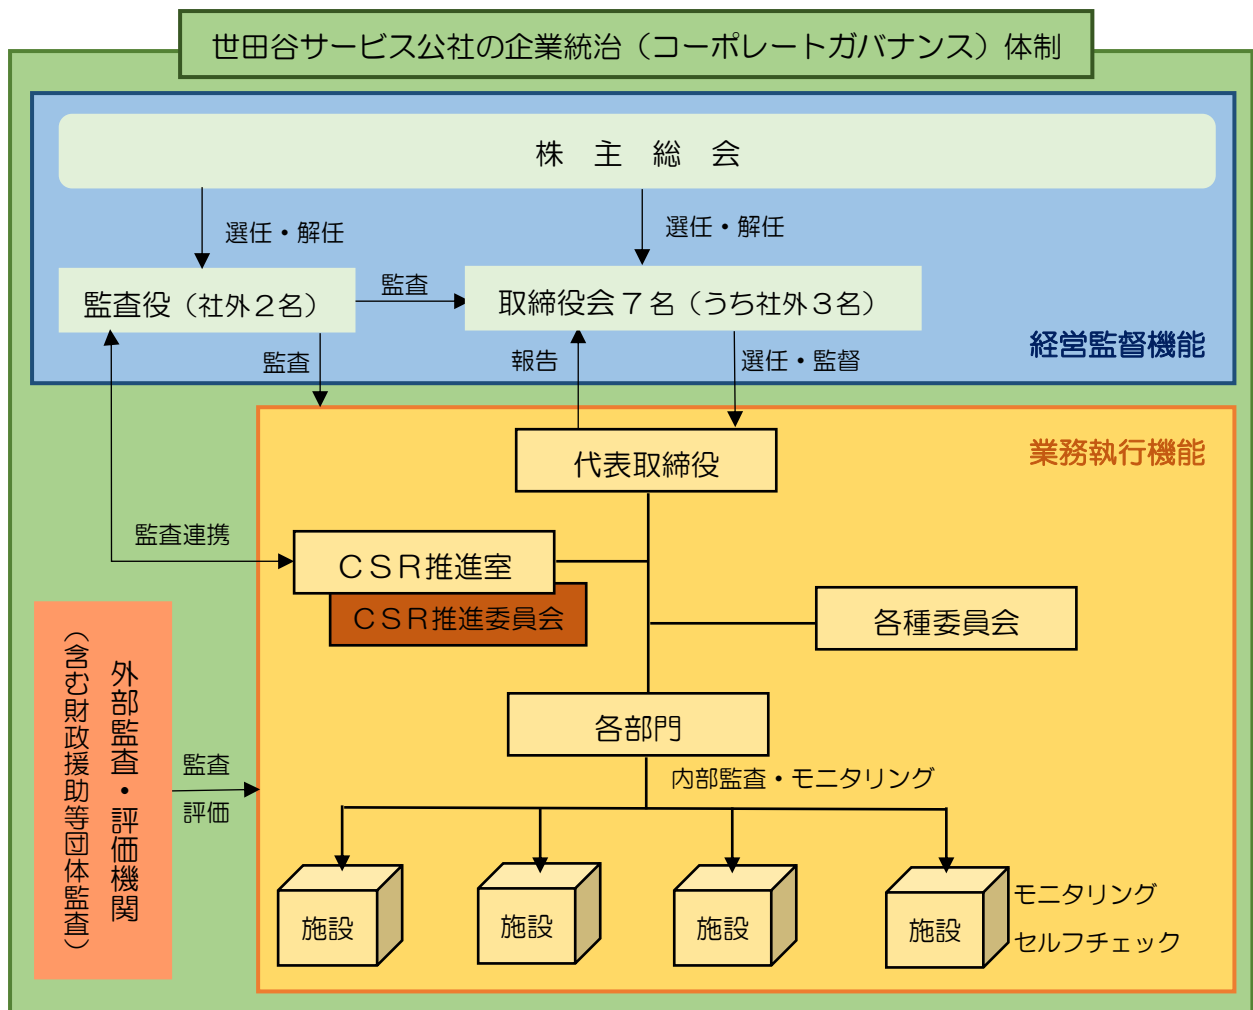 世田谷サービス公社の企業統治（コーポレートガバナンス）体制
株　主　総　会
選任・解任
選任・解任
監査役（社外２名）
監査
取締役会７名（うち社外３名）
経営監督機能
監査
報告
選任・監督
代表取締役
業務執行機能
監査連携
ＣＳＲ推進室
ＣＳＲ推進委員会
各種委員会
外部監査・評価機関
（含む財政援助等団体監査）
監査
評価
各部門
内部監査・モニタリング
施設
施設
施設
施設
モニタリング
セルフチェック